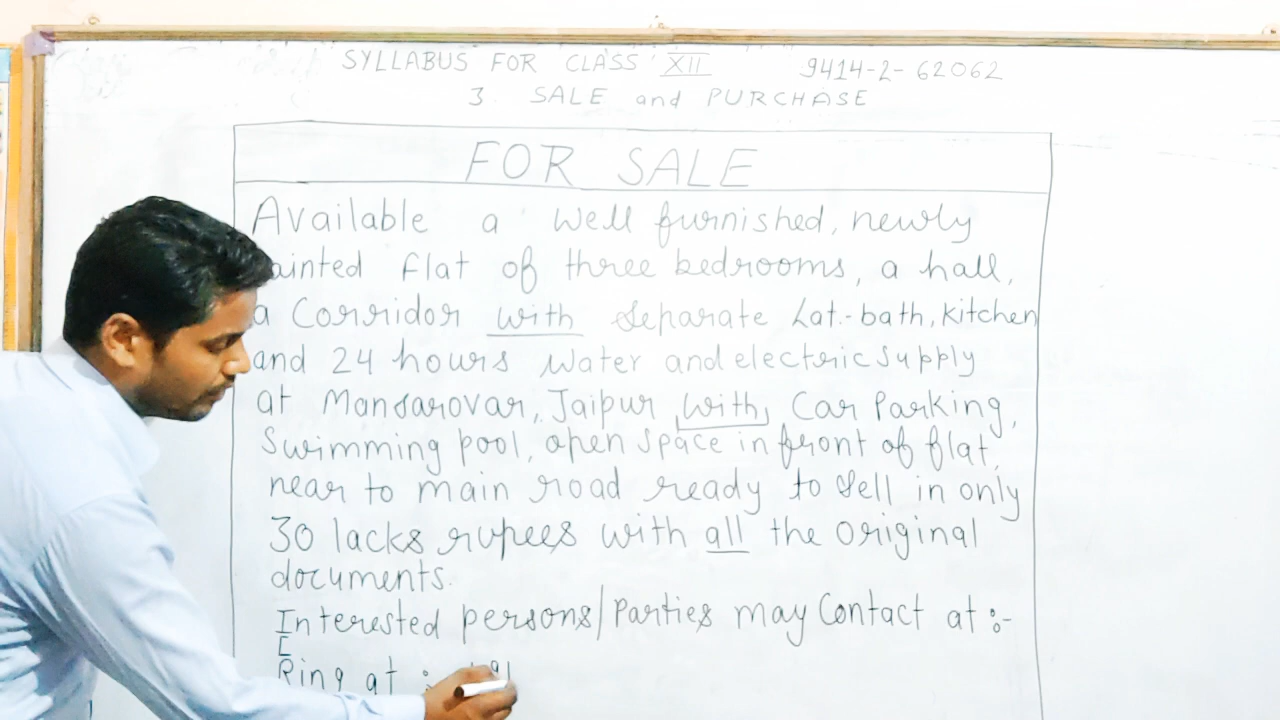 SYLLABUS FOR CLASS XII 9414-2-62062
3. SALE and PURCHASE
FOR SALE
Available a well furnished, newly
ainted flat of three bedrooms, a hall,
a Corridor with separate Lat.-bath, kitchen
and 24 hours water and electric supply
at Mansarovar, Jaipur with Car Parking,
Swimming pool, open space in front of flat,
near to main road ready to sell in only
30 lacks rupees with all the original
documents.
Interested persons/Parties may Contact at :-
Ring at :